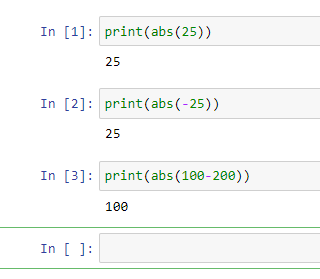 In [1]: print(abs(25))
25
In [2]: print(abs(-25))
25
In [3]: print(abs(100-200))
100
In [ ]: